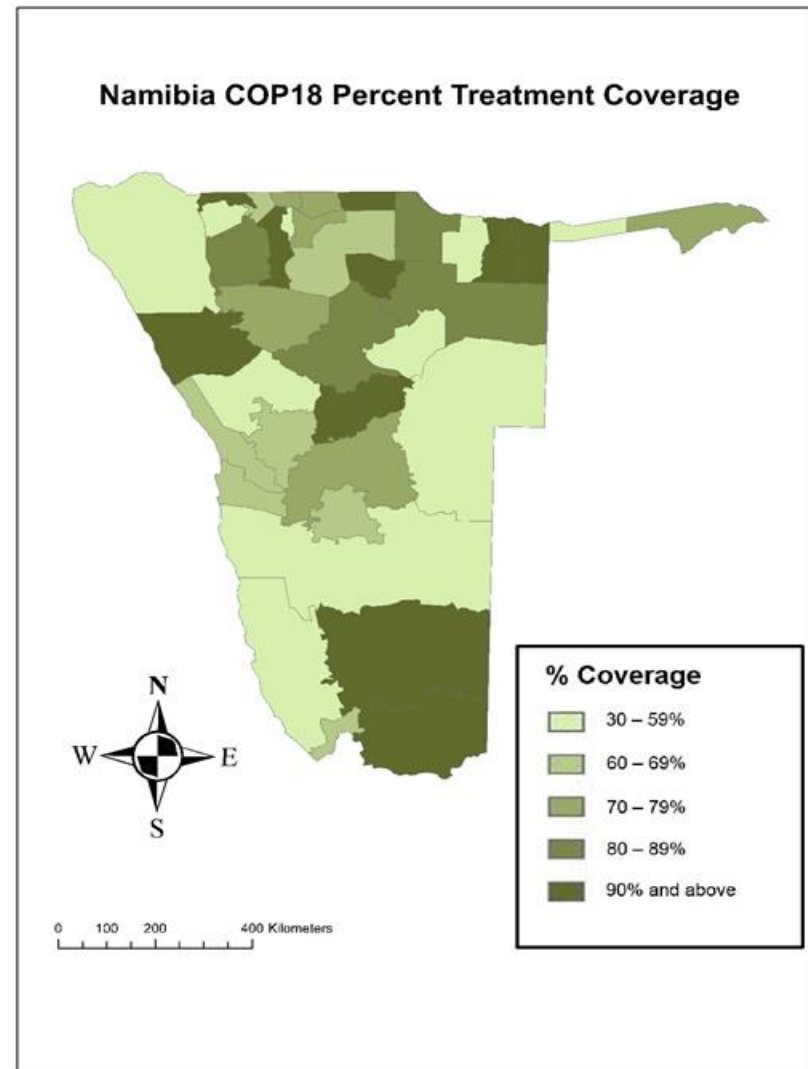 Namibia COP18 Percent Treatment Coverage
N
W
E
S
0 100 200 400 Kilometers
% Coverage
30 – 59%
60 – 69%
70 – 79%
80 – 89%
90% and above